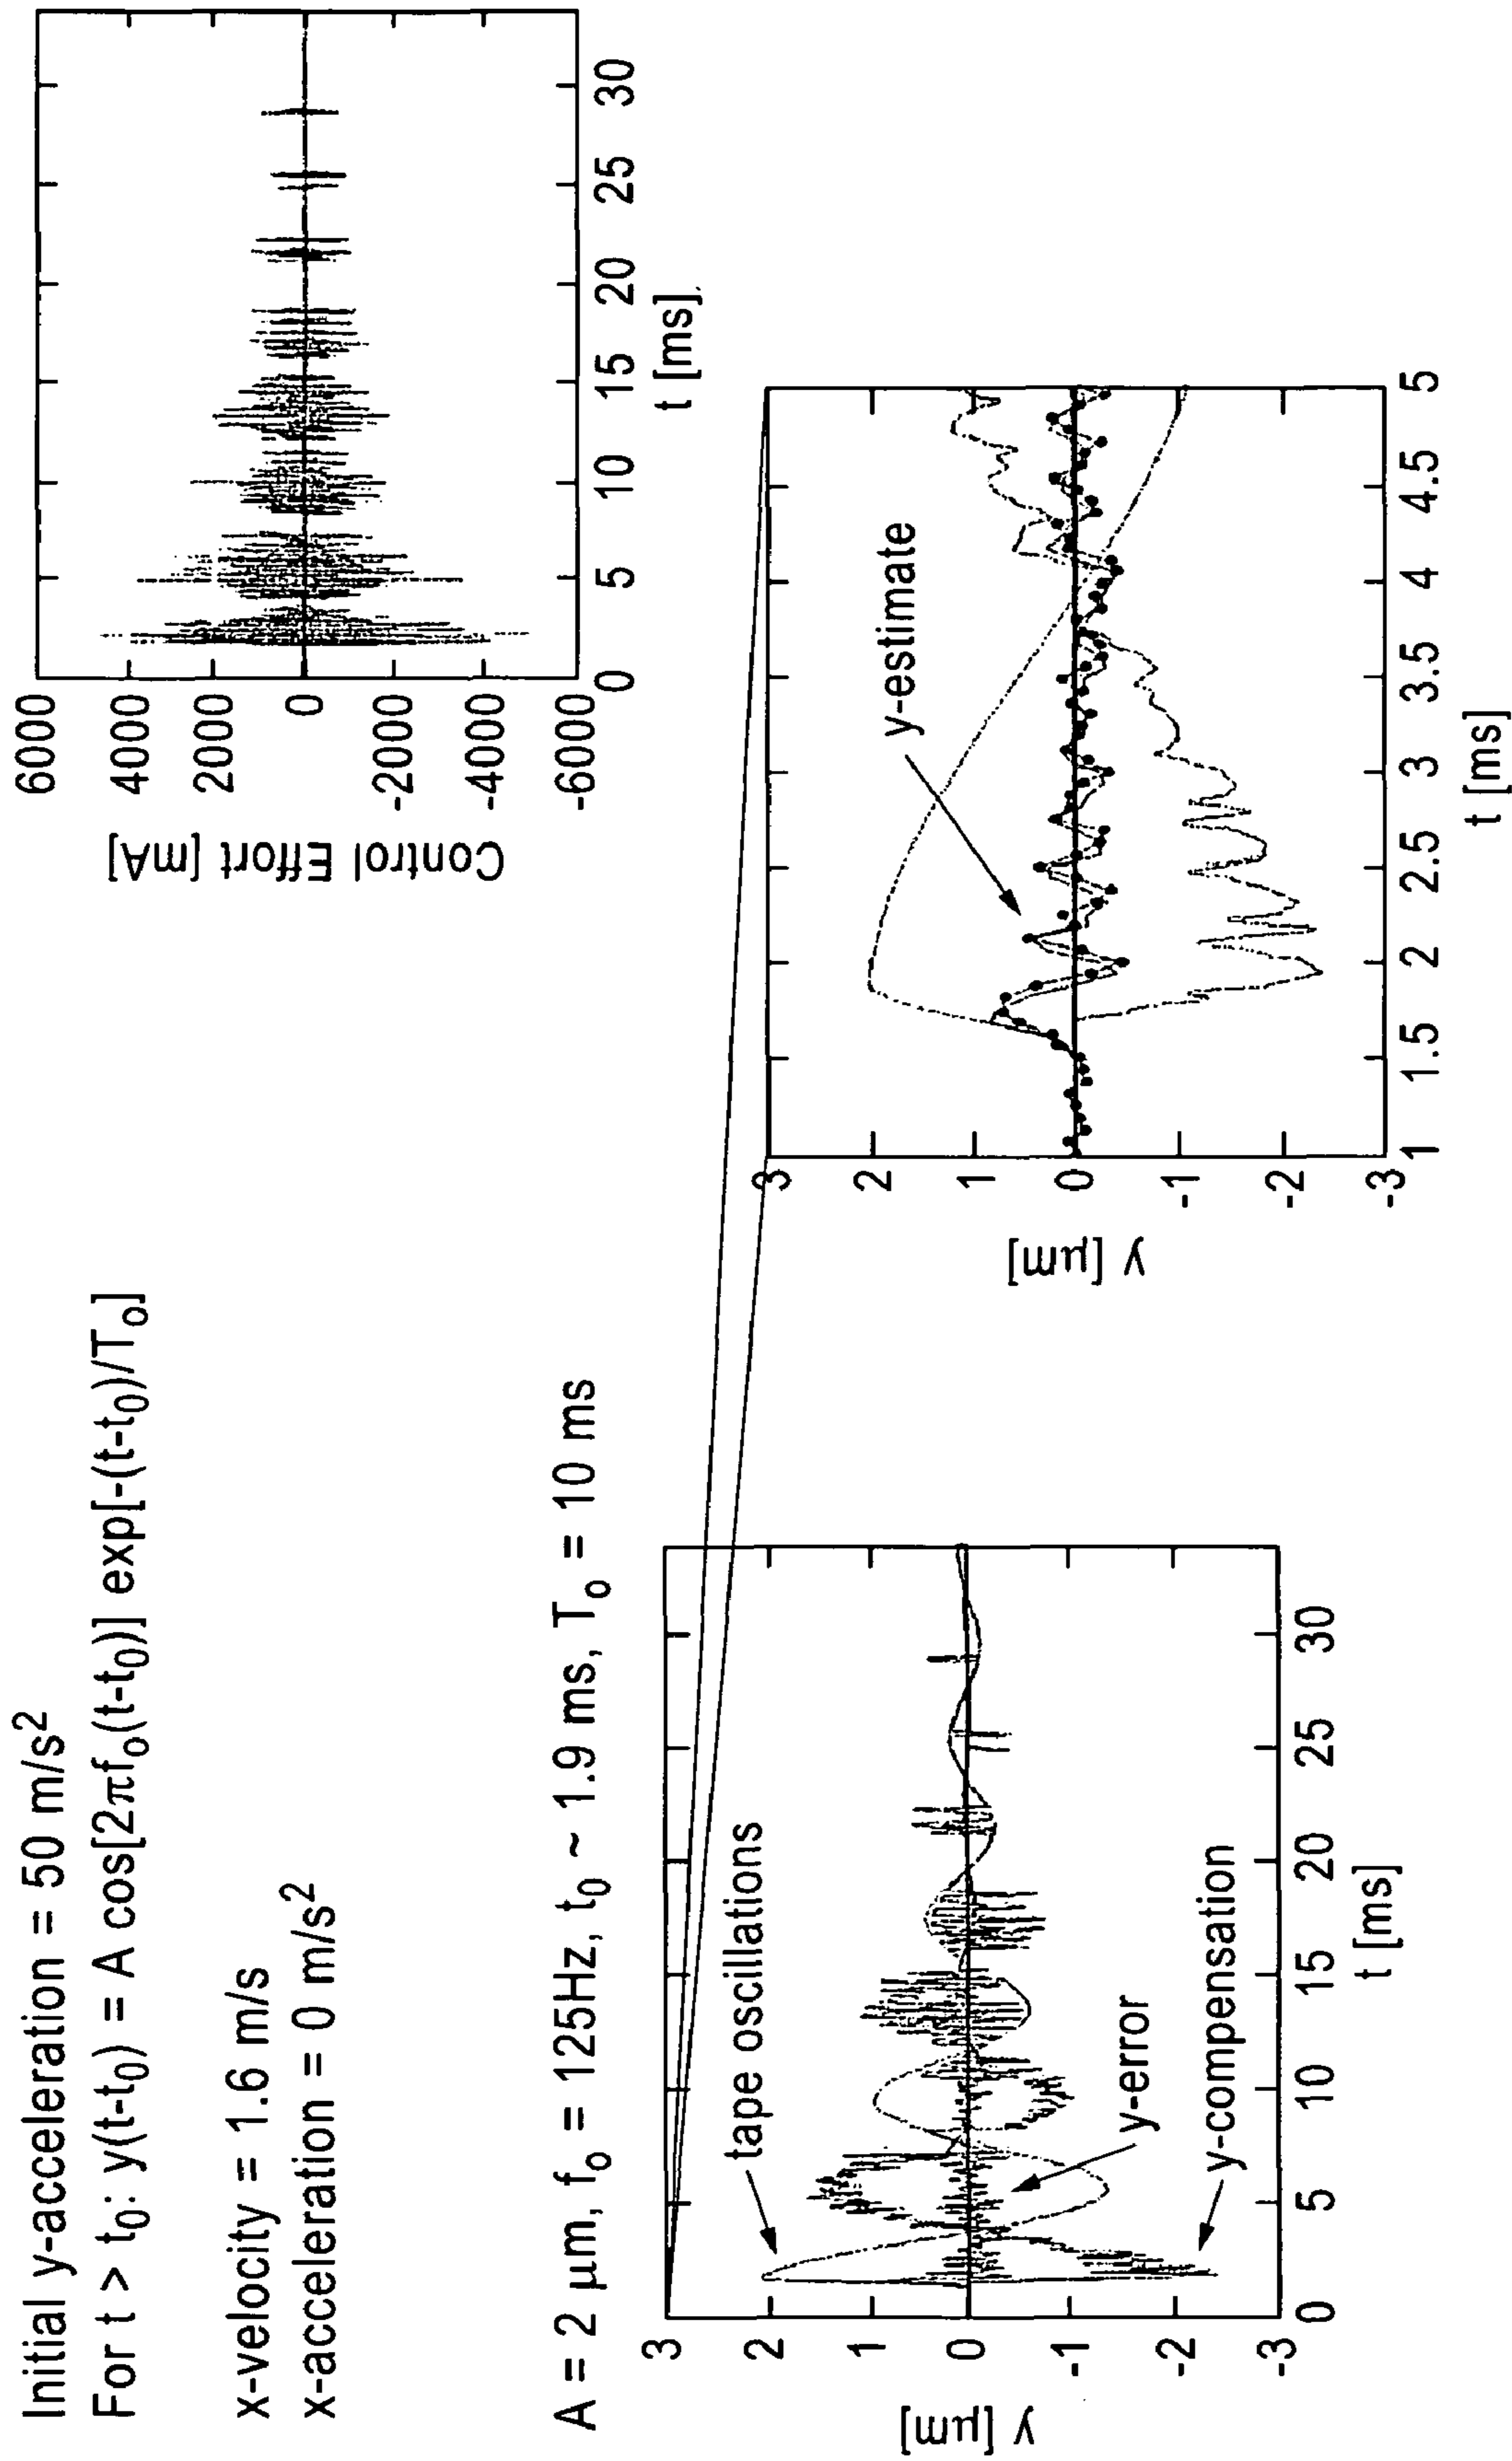 Initial y-acceleration = 50 m/s²
For t > t₀: y(t-t₀) = A cos[2πf₀(t-t₀)] exp[-(t-t₀)/T₀]
x-velocity = 1.6 m/s
x-acceleration = 0 m/s²
A = 2 μm, f₀ = 125Hz, t₀ ~ 1.9 ms, T₀ = 10 ms
Control Effort [mA]
6000
4000
2000
0
-2000
-4000
-6000
0 5 10 15 20 25 30
t [ms]
y [μm]
3
2
1
0
-1
-2
-3
0 5 10 15 20 25 30
t [ms]
tape oscillations
y-error
y-compensation
y [μm]
3
2
1
0
-1
-2
-3
1 1.5 2 2.5 3 3.5 4 4.5 5
t [ms]
y-estimate